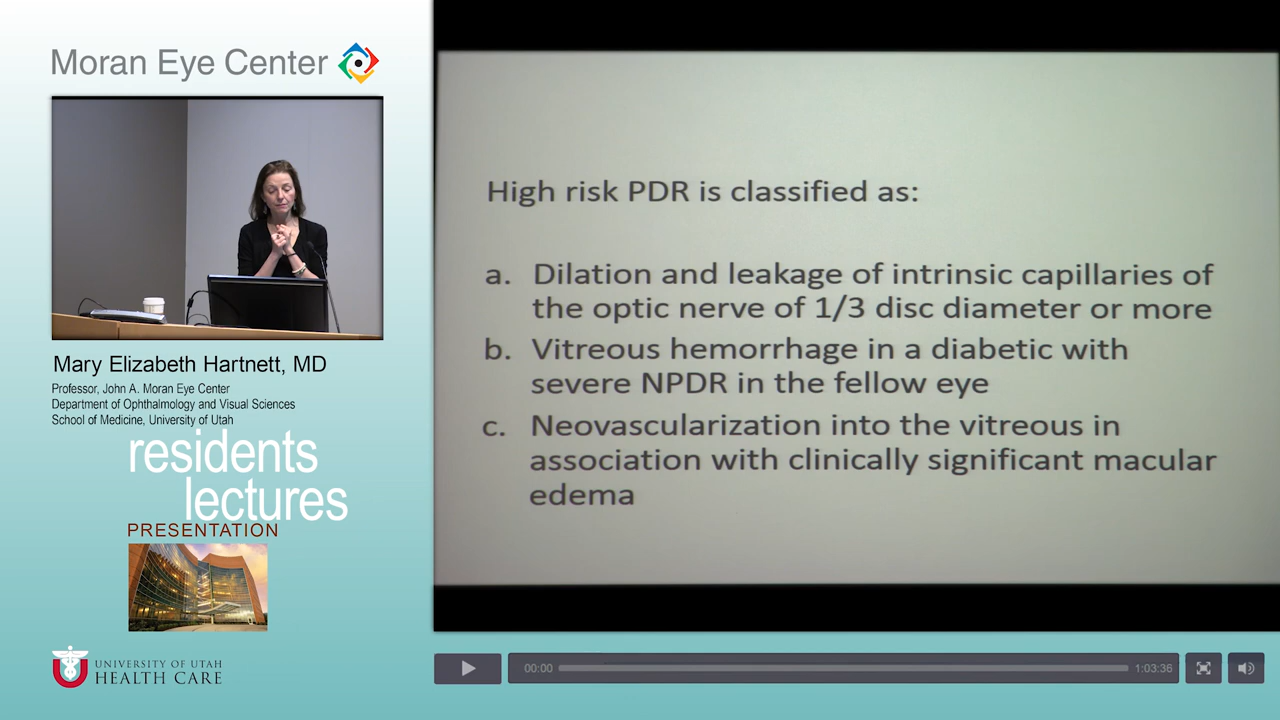 Moran Eye Center
Mary Elizabeth Hartnett, MD
Professor, John A. Moran Eye Center
Department of Ophthalmology and Visual Sciences
School of Medicine, University of Utah
residents
lectures
PRESENTATION
UNIVERSITY OF UTAH
HEALTH CARE
High risk PDR is classified as:
a. Dilation and leakage of intrinsic capillaries of
the optic nerve of 1/3 disc diameter or more
b. Vitreous hemorrhage in a diabetic with
severe NPDR in the fellow eye
c. Neovascularization into the vitreous in
association with clinically significant macular
edema
00:00
1:03:36